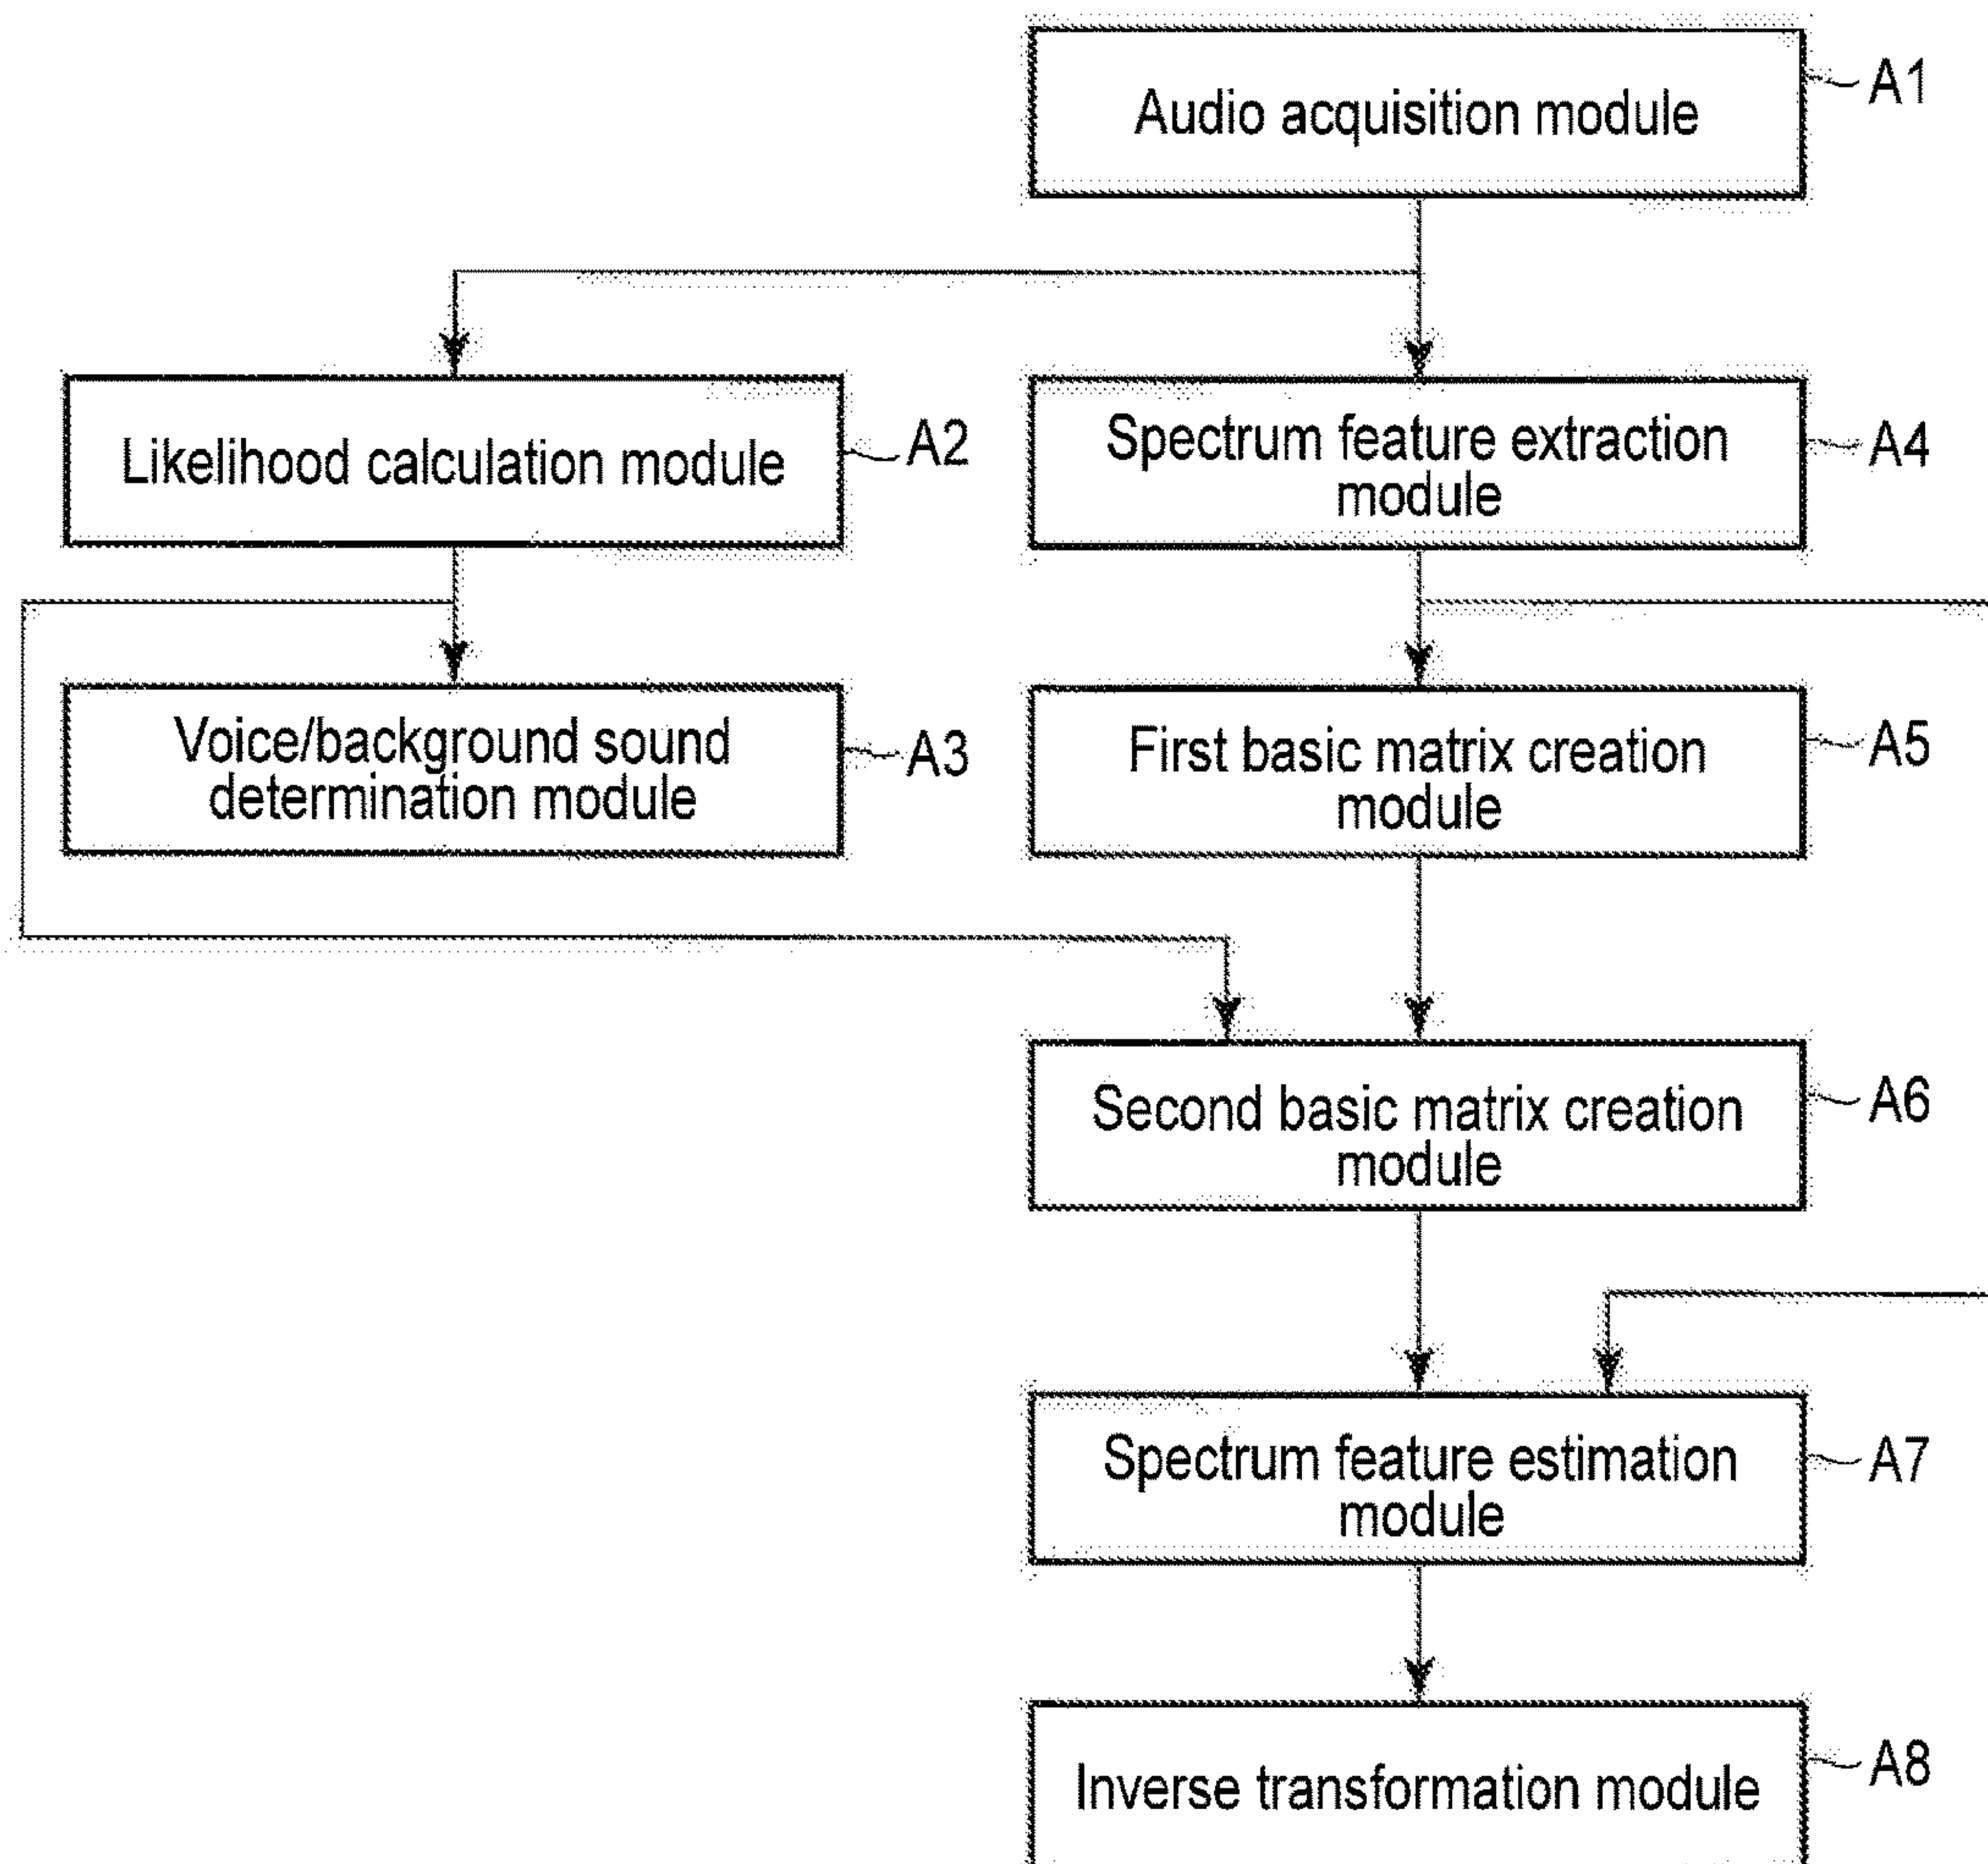 Audio acquisition module
A1
Likelihood calculation module
A2
Spectrum feature extraction
module
A4
Voice/background sound
determination module
A3
First basic matrix creation
module
A5
Second basic matrix creation
module
A6
Spectrum feature estimation
module
A7
Inverse transformation module
A8